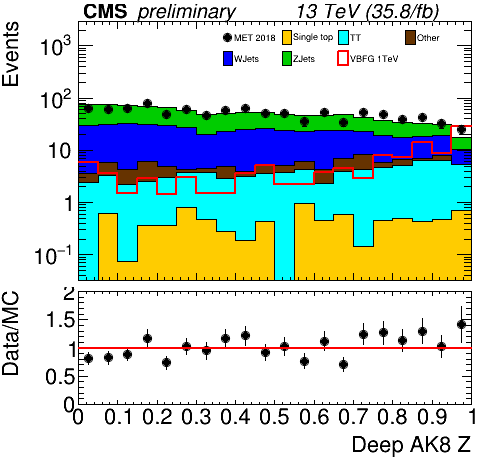 CMS preliminary 13 TeV (35.8/fb)
Events
MET 2018 Single top TT Other
WJets ZJets VBFG 1TeV
10³
10²
10
1
10⁻¹
Data/MC
2
1.5
1
0.5
0
0 0.1 0.2 0.3 0.4 0.5 0.6 0.7 0.8 0.9 1
Deep AK8 Z